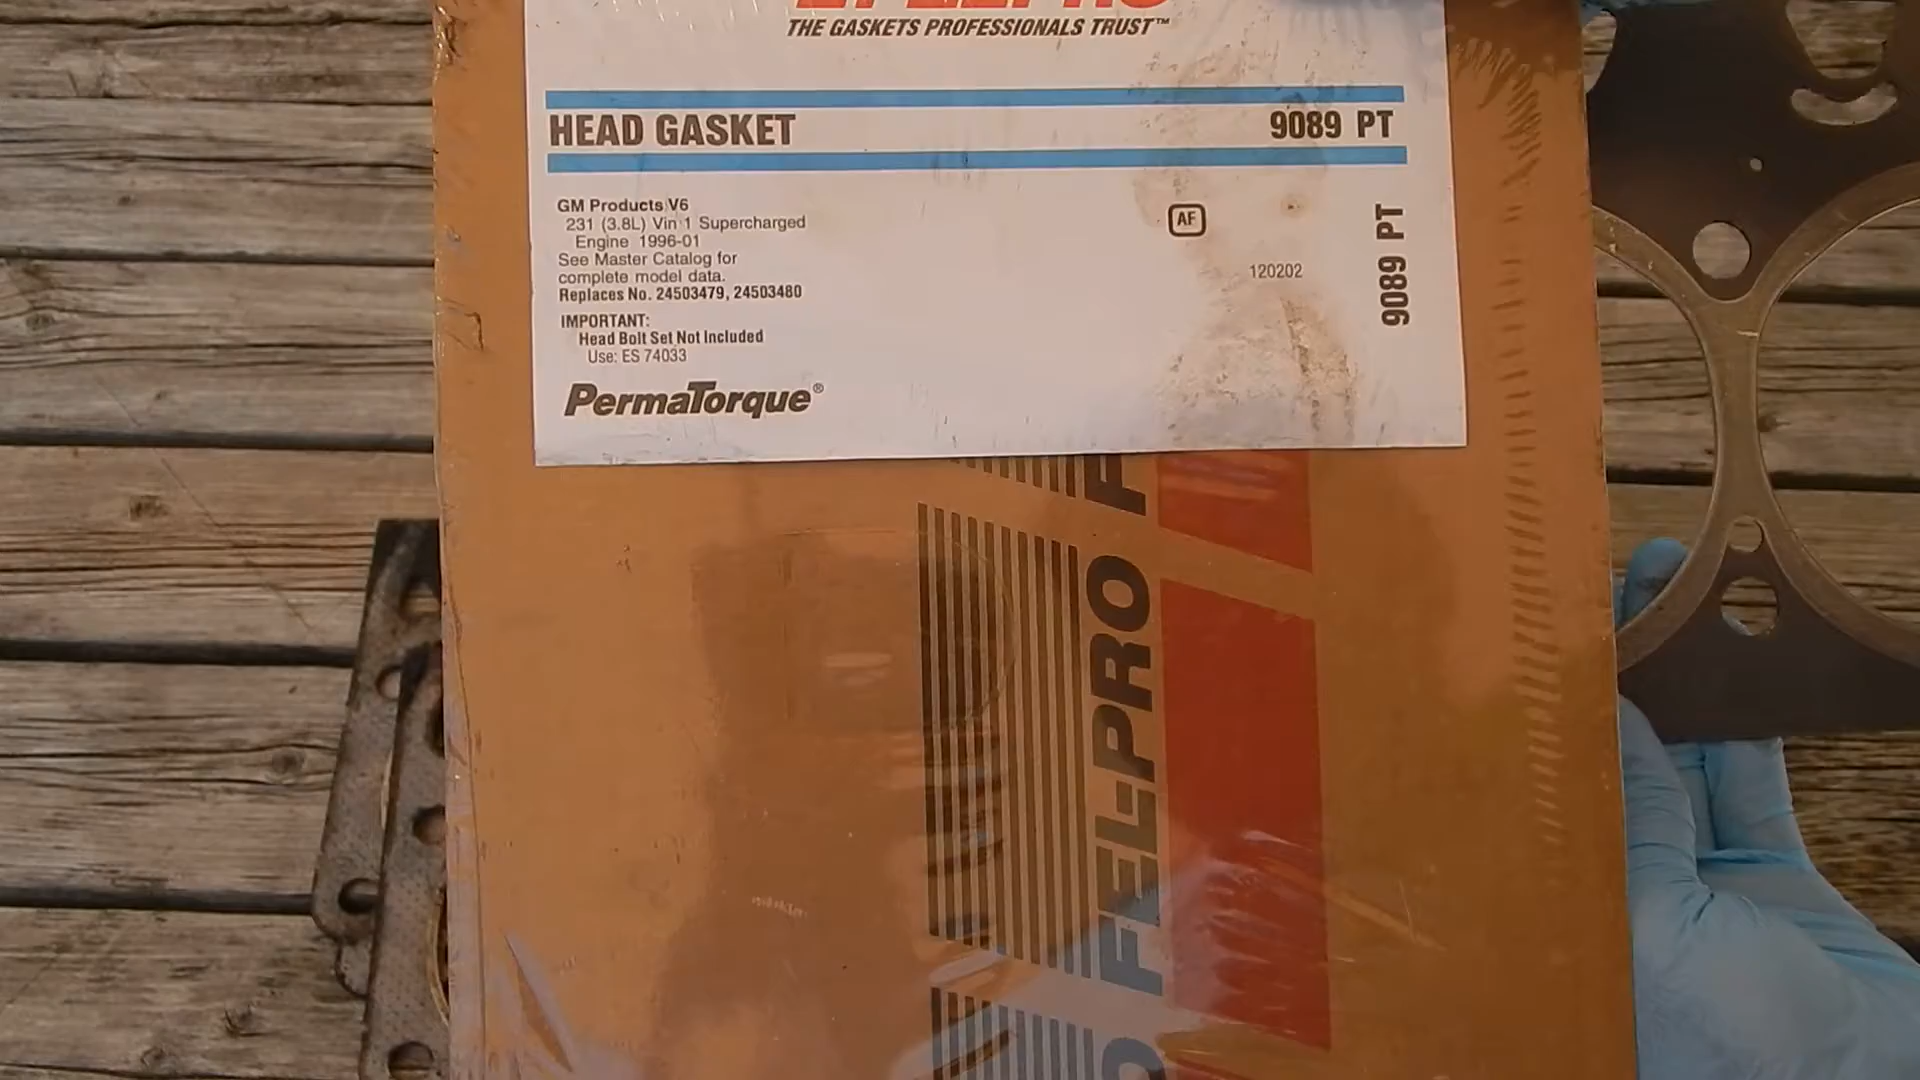 THE GASKETS PROFESSIONALS TRUST™
HEAD GASKET
9089 PT
GM Products V6
231 (3.8L) Vin 1 Supercharged
Engine 1996-01
See Master Catalog for
complete model data.
Replaces No. 24503479, 24503480
IMPORTANT:
Head Bolt Set Not Included
Use: ES 74033
PermaTorque®
AF
120202
9089 PT
FEL-PRO